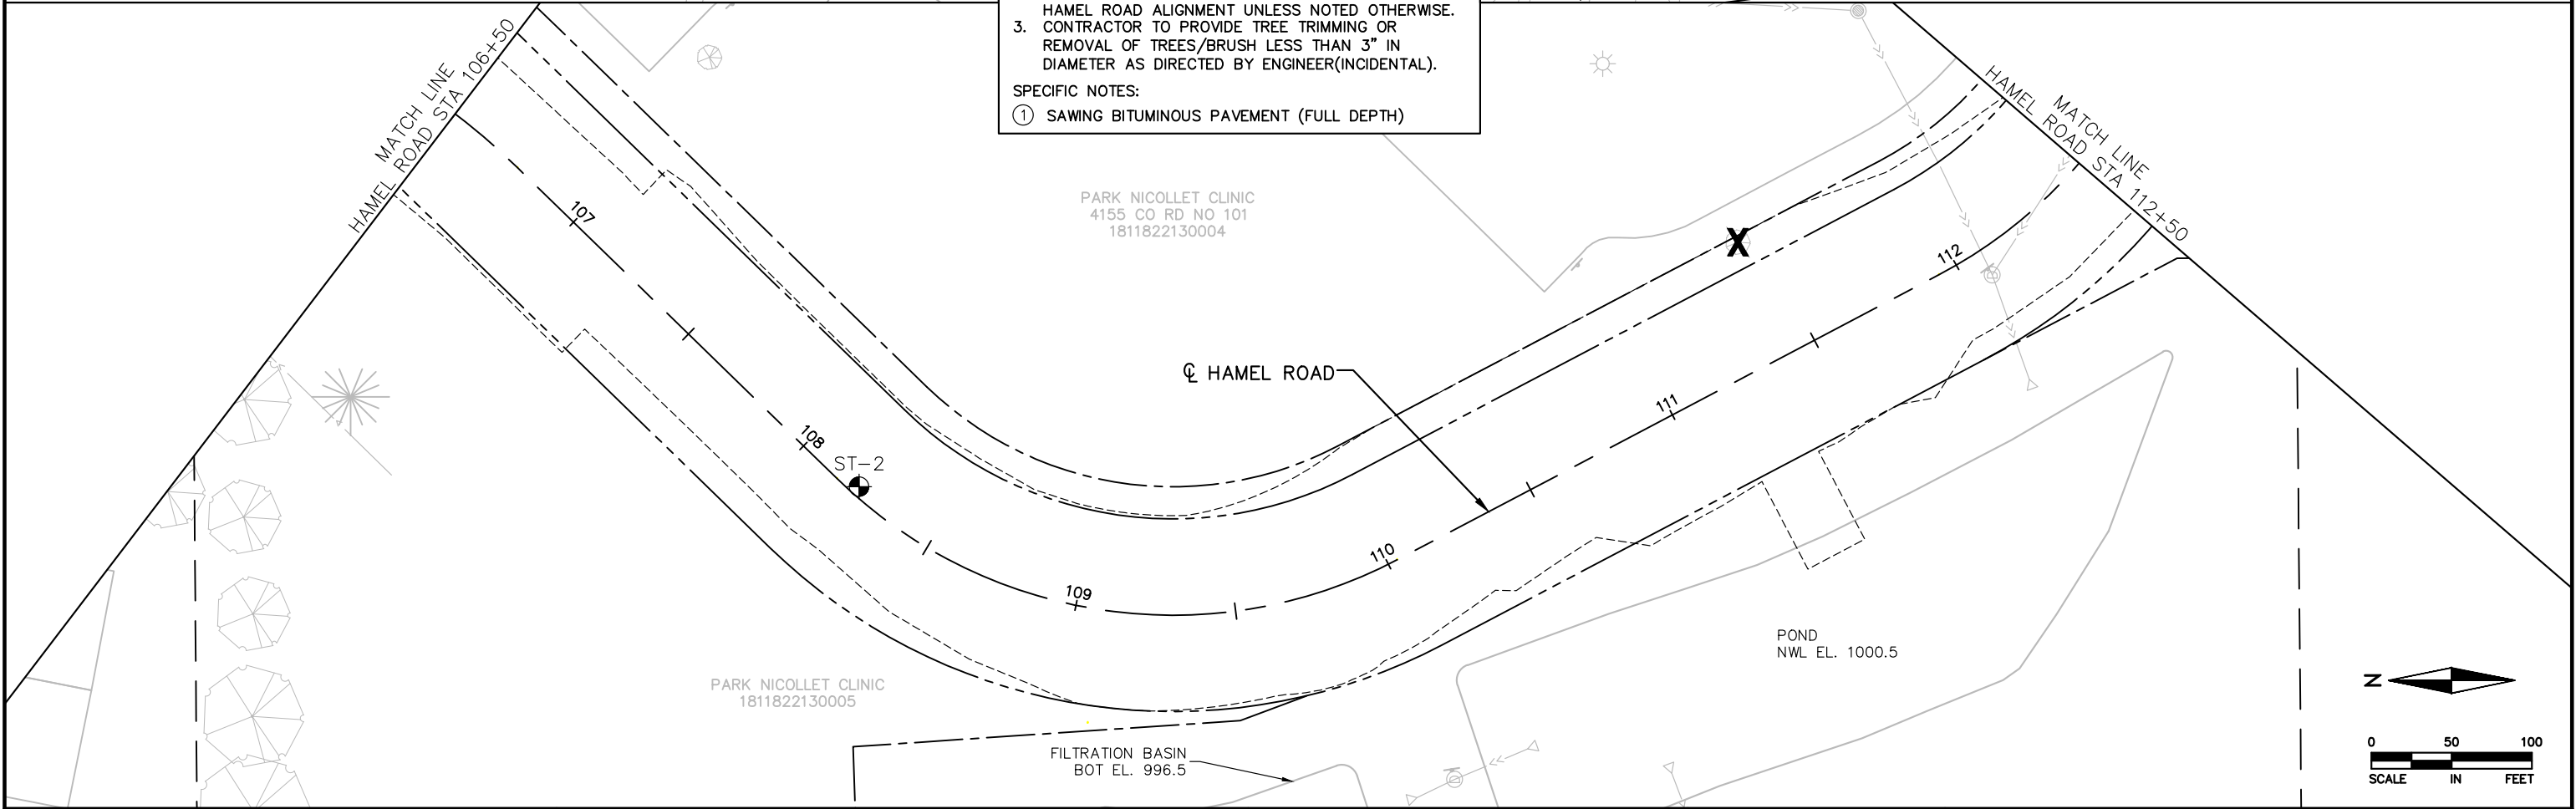 HAMEL ROAD ALIGNMENT UNLESS NOTED OTHERWISE.
3. CONTRACTOR TO PROVIDE TREE TRIMMING OR
REMOVAL OF TREES/BRUSH LESS THAN 3" IN
DIAMETER AS DIRECTED BY ENGINEER(INCIDENTAL).
SPECIFIC NOTES:
1 SAWING BITUMINOUS PAVEMENT (FULL DEPTH)
MATCH LINE
HAMEL ROAD STA 106+50
MATCH LINE
HAMEL ROAD STA 112+50
PARK NICOLLET CLINIC
4155 CO RD NO 101
1811822130004
107
X
112
℄ HAMEL ROAD
111
108
ST-2
110
109
POND
NWL EL. 1000.5
PARK NICOLLET CLINIC
1811822130005
FILTRATION BASIN
BOT EL. 996.5
N
0 50 100
SCALE IN FEET